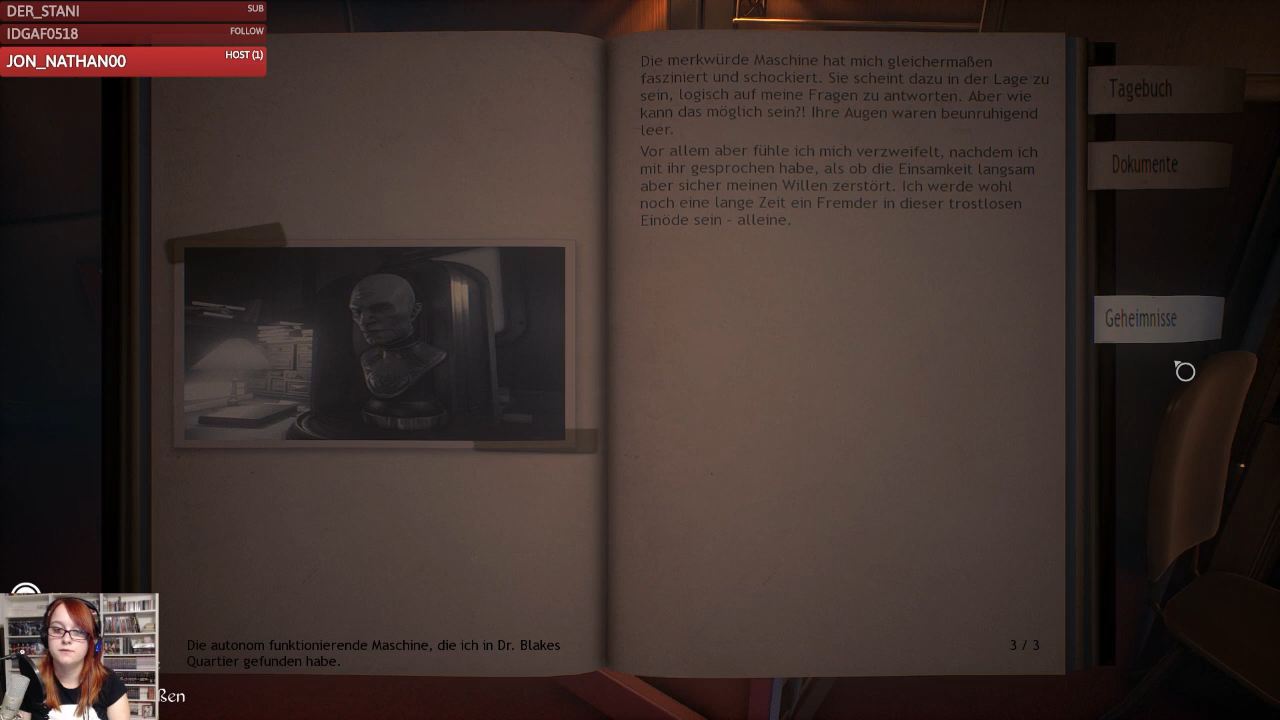 DER_STANI SUB
IDGAF0518 FOLLOW
JON_NATHAN00 HOST (1)
Die merkwürde Maschine hat mich gleichermaßen
fasziniert und schockiert. Sie scheint dazu in der Lage zu
sein, logisch auf meine Fragen zu antworten. Aber wie
kann das möglich sein?! Ihre Augen waren beunruhigend
leer.
Vor allem aber fühle ich mich verzweifelt, nachdem ich
mit ihr gesprochen habe, als ob die Einsamkeit langsam
aber sicher meinen Willen zerstört. Ich werde wohl
noch eine lange Zeit ein Fremder in dieser trostlosen
Einöde sein - alleine.
Tagebuch
Dokumente
Geheimnisse
Die autonom funktionierende Maschine, die ich in Dr. Blakes
Quartier gefunden habe.
3 / 3
ßen